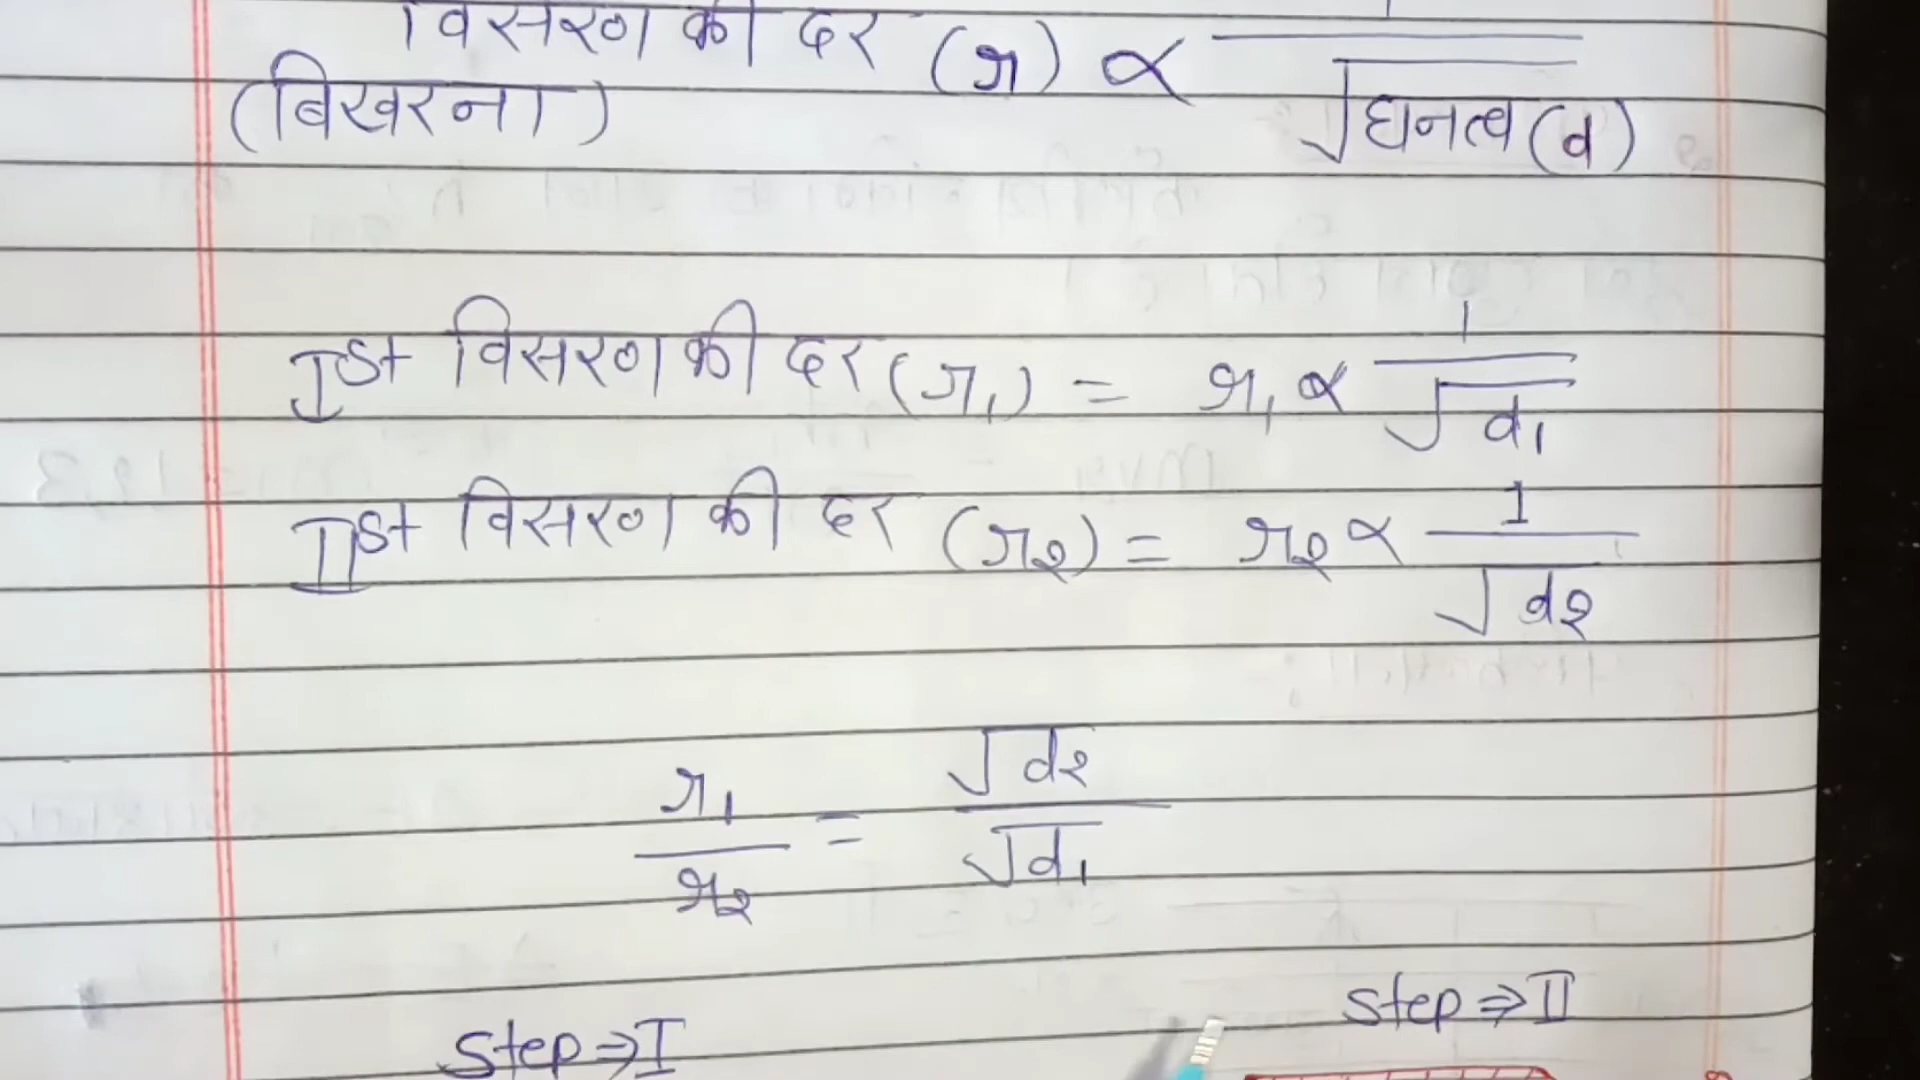 विसरण की दर (r) ∝ 1/√घनत्व (d)
(बिखरना)
Ist विसरण की दर (r₁) = r₁ ∝ 1/√d₁
IIst विसरण की दर (r₂) = r₂ ∝ 1/√d₂
r₁/r₂ = √d₂/√d₁
Step ⇒ II
Step ⇒ I